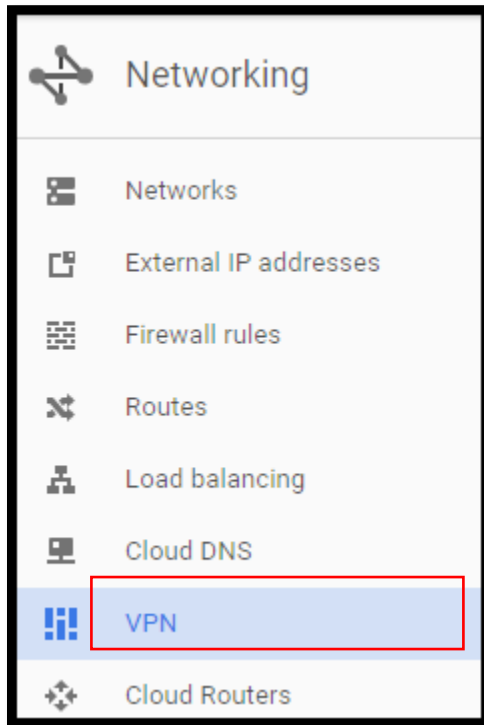 Networking
Networks
External IP addresses
Firewall rules
Routes
Load balancing
Cloud DNS
VPN
Cloud Routers